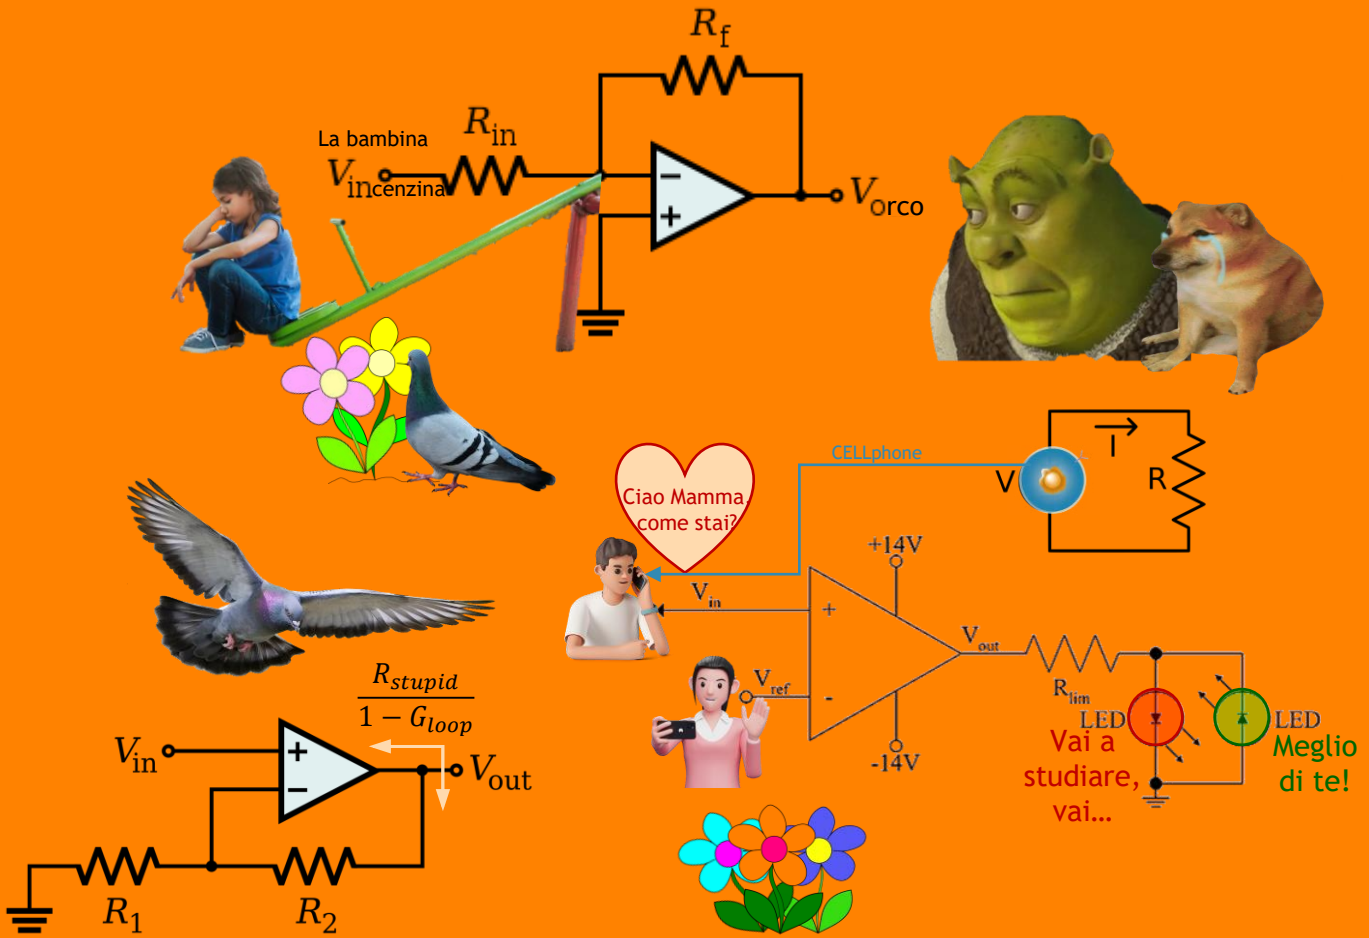 R_f
La bambina
R_in
V_incenzina
−
+
V_orco
CELLphone
I
V
R
Ciao Mamma,
come stai?
+14V
V_in
+
V_out
V_ref
-
R_lim
-14V
LED
LED
Vai a
studiare,
vai...
Meglio
di te!
R_stupid
1 − G_loop
V_in
+
−
V_out
R_1
R_2